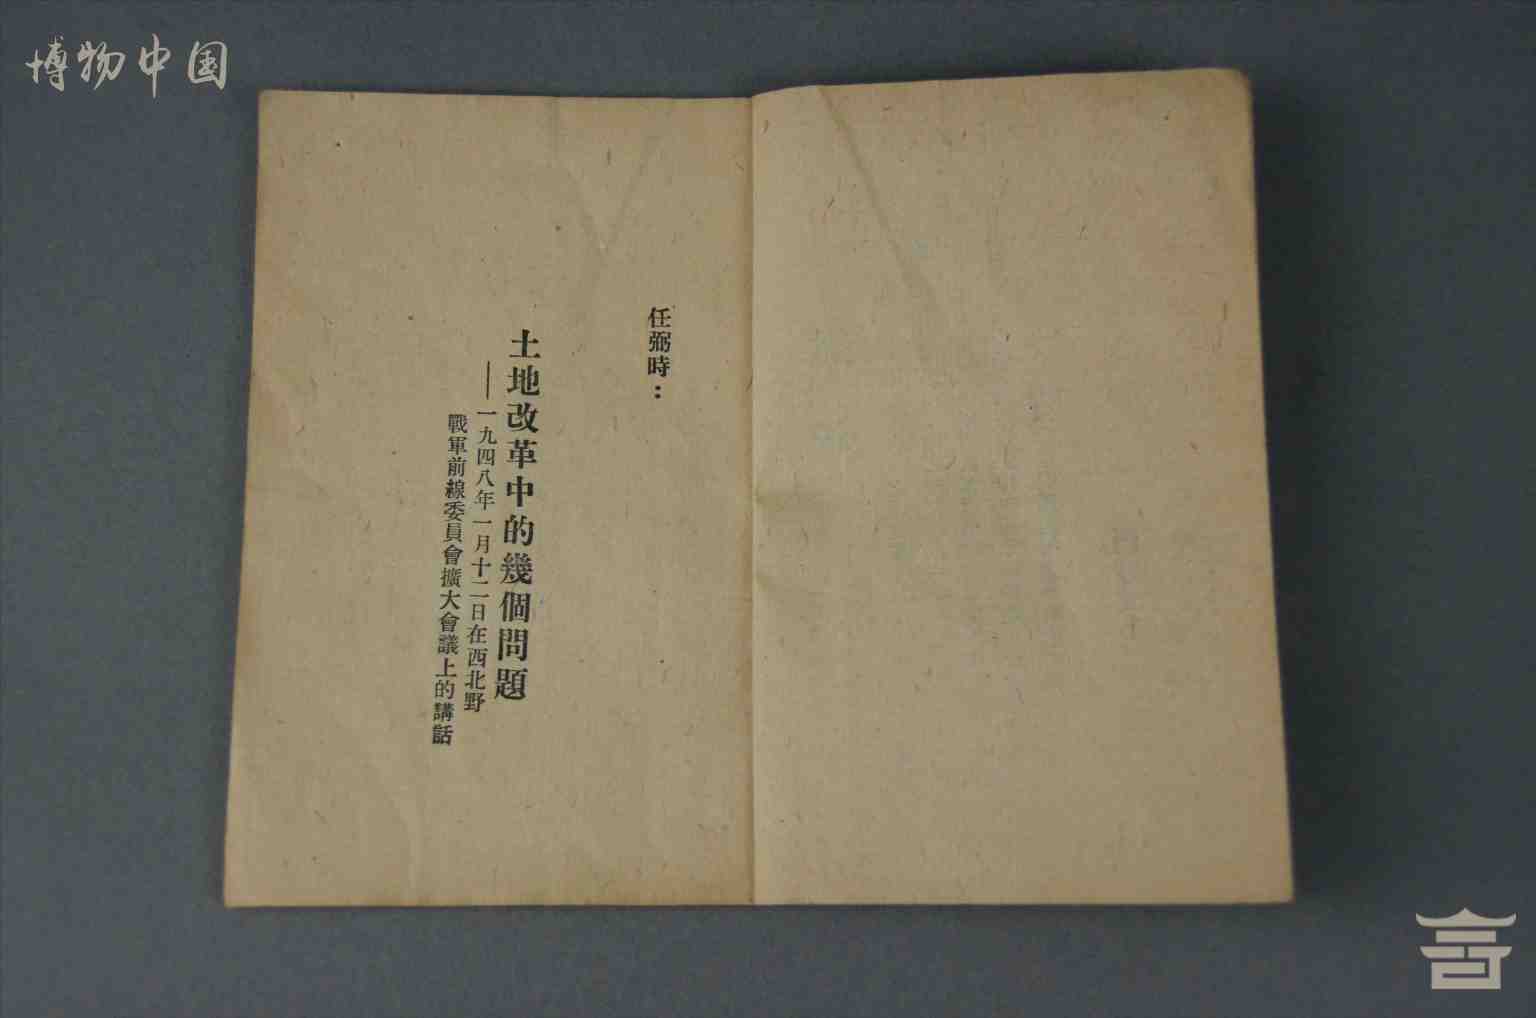 博物中国
任弼時：
土地改革中的幾個問題
——一九四八年一月十二日在西北野
戰軍前線委員會擴大會議上的講話